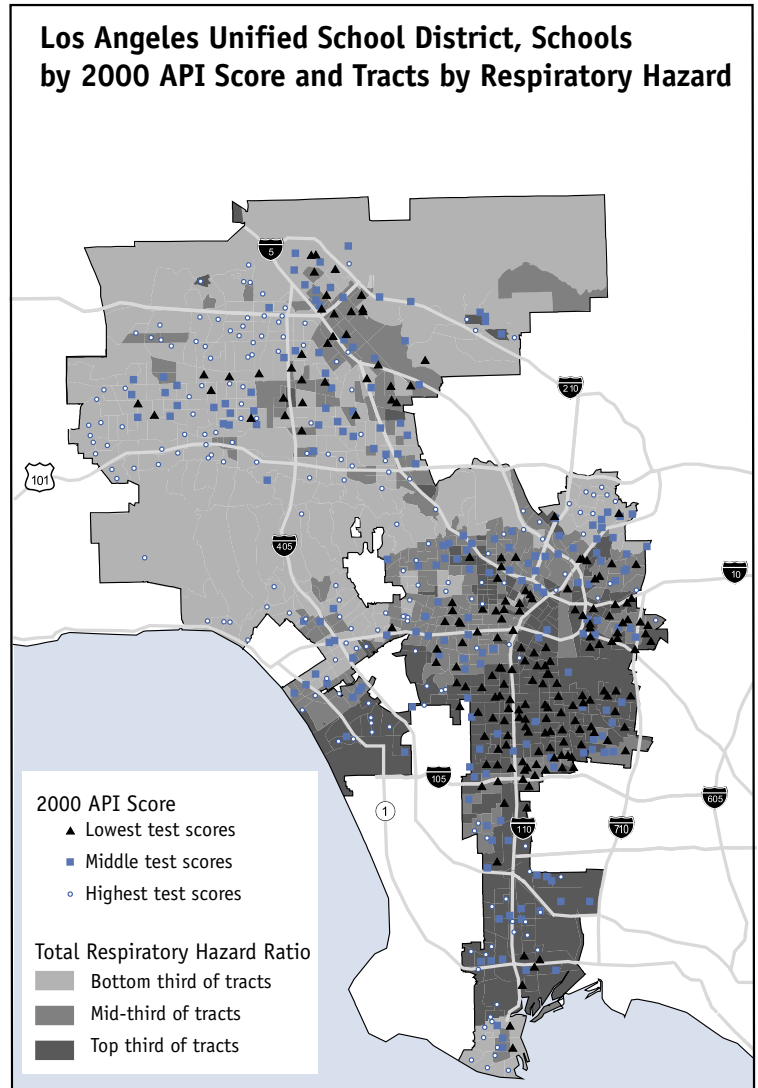 Los Angeles Unified School District, Schools
by 2000 API Score and Tracts by Respiratory Hazard
5
210
101
405
10
105
1
605
110
710
2000 API Score
Lowest test scores
Middle test scores
Highest test scores
Total Respiratory Hazard Ratio
Bottom third of tracts
Mid-third of tracts
Top third of tracts